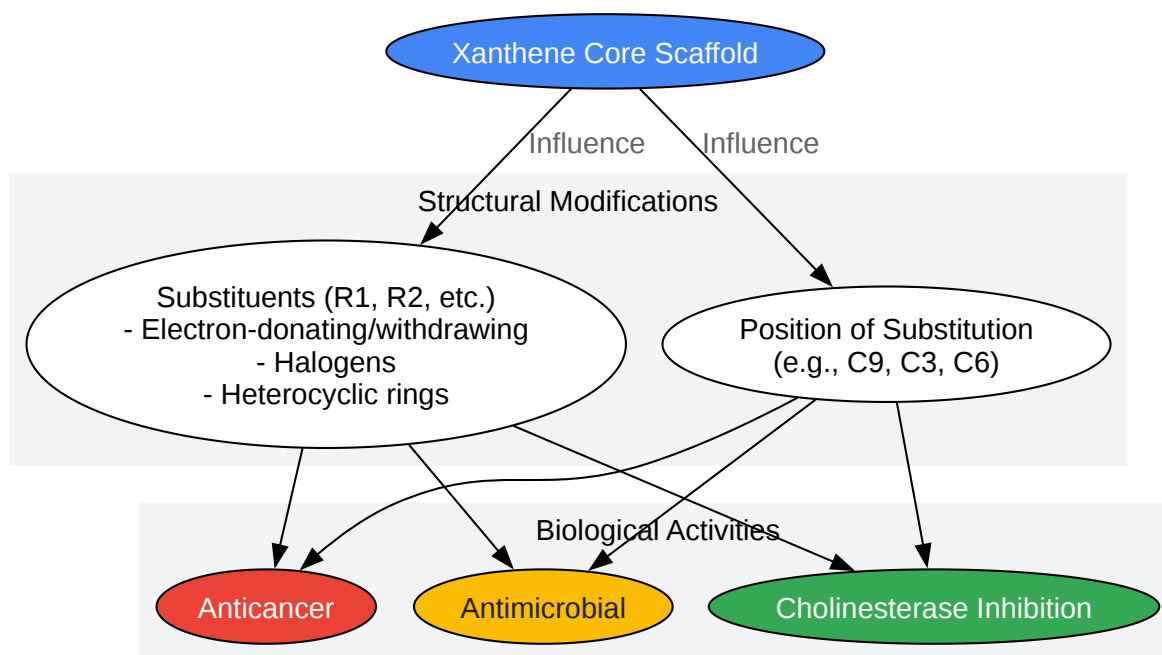 Xanthene Core Scaffold
Influence
Influence
Structural Modifications
Substituents (R1, R2, etc.)
- Electron-donating/withdrawing
- Halogens
- Heterocyclic rings
Position of Substitution
(e.g., C9, C3, C6)
Biological Activities
Anticancer
Antimicrobial
Cholinesterase Inhibition